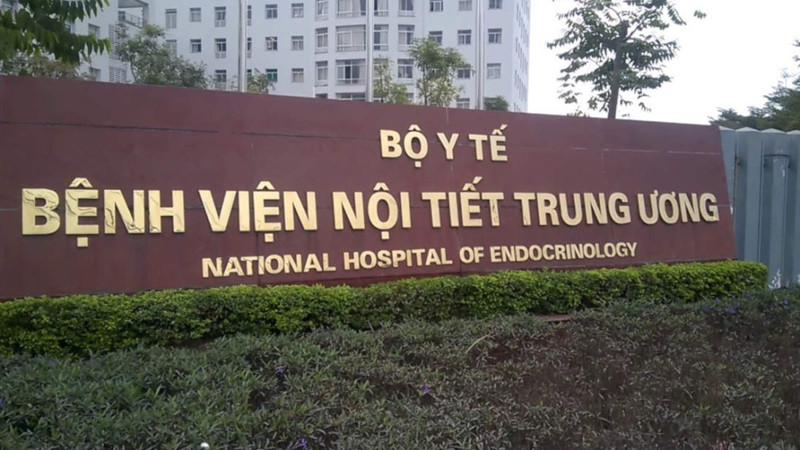 BỘ Y TẾ
BỆNH VIỆN NỘI TIẾT TRUNG ƯƠNG
NATIONAL HOSPITAL OF ENDOCRINOLOGY